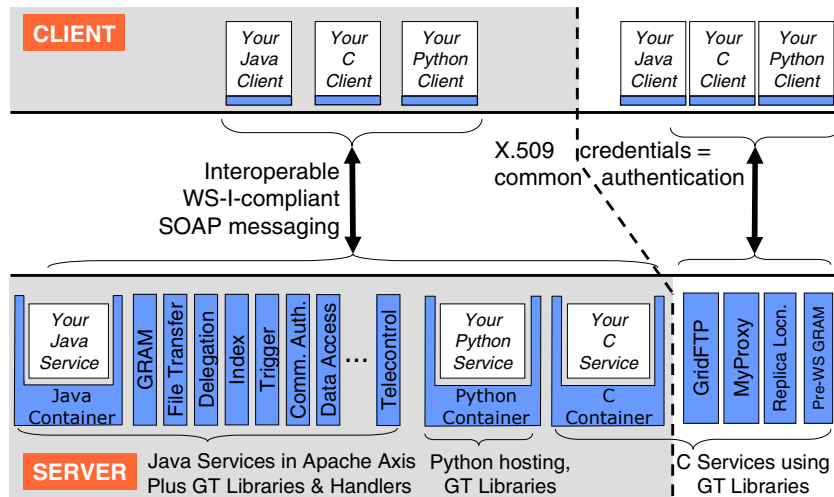 CLIENT
Your
Java
Client
Your
C
Client
Your
Python
Client
Your
Java
Client
Your
C
Client
Your
Python
Client
Interoperable
WS-I-compliant
SOAP messaging
X.509 credentials =
common authentication
Your
Java
Service
Java
Container
GRAM
File Transfer
Delegation
Index
Trigger
Comm. Auth.
Data Access
...
Telecontrol
Your
Python
Service
Python
Container
Your
C
Service
C
Container
GridFTP
MyProxy
Replica Locn.
Pre-WS GRAM
SERVER
Java Services in Apache Axis
Plus GT Libraries & Handlers
Python hosting,
GT Libraries
C Services using
GT Libraries